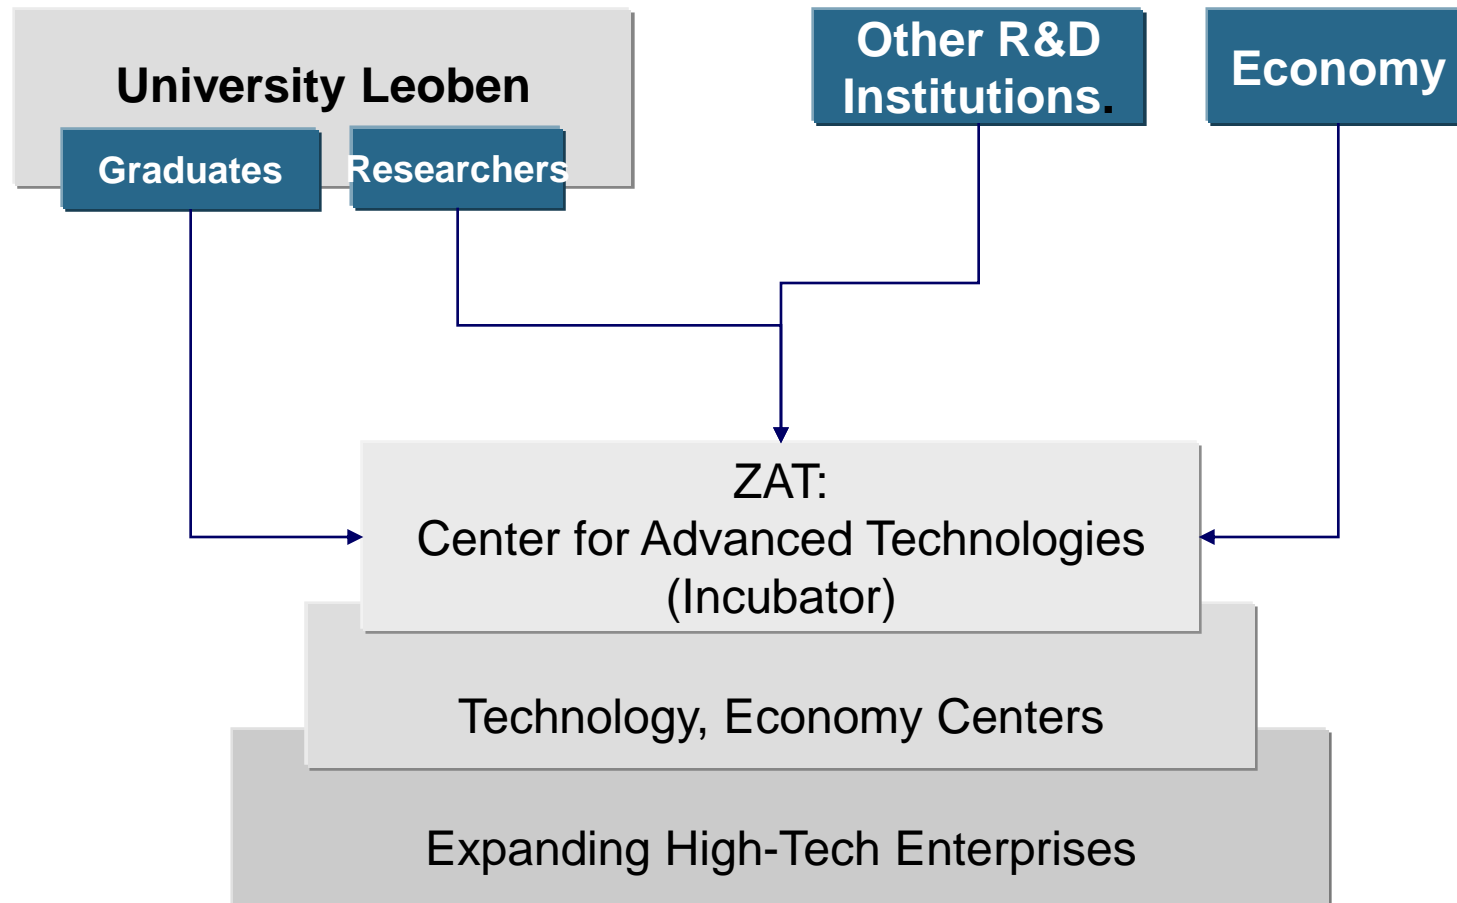 University Leoben
Graduates
Researchers
Other R&D
Institutions.
Economy
ZAT:
Center for Advanced Technologies
(Incubator)
Technology, Economy Centers
Expanding High-Tech Enterprises